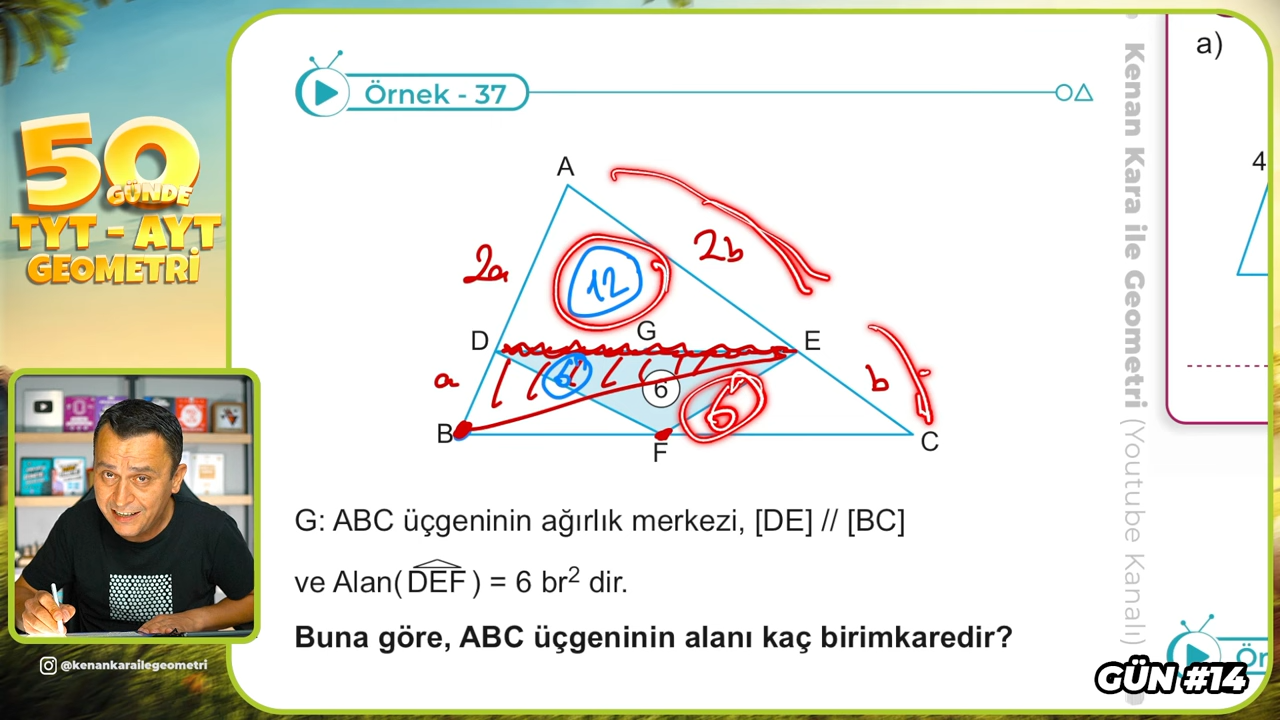 50
GÜNDE
TYT - AYT
GEOMETRİ
Örnek - 37
a)
4
A
2a
12
2b
D
G
E
a
6
6
6
b
B
F
C
G: ABC üçgeninin ağırlık merkezi, [DE] // [BC]
ve Alan(DEF) = 6 br² dir.
Buna göre, ABC üçgeninin alanı kaç birimkaredir?
Kenan Kara ile Geometri (Youtube Kanalı)
@kenankarailegeometri
Ör
GÜN #14